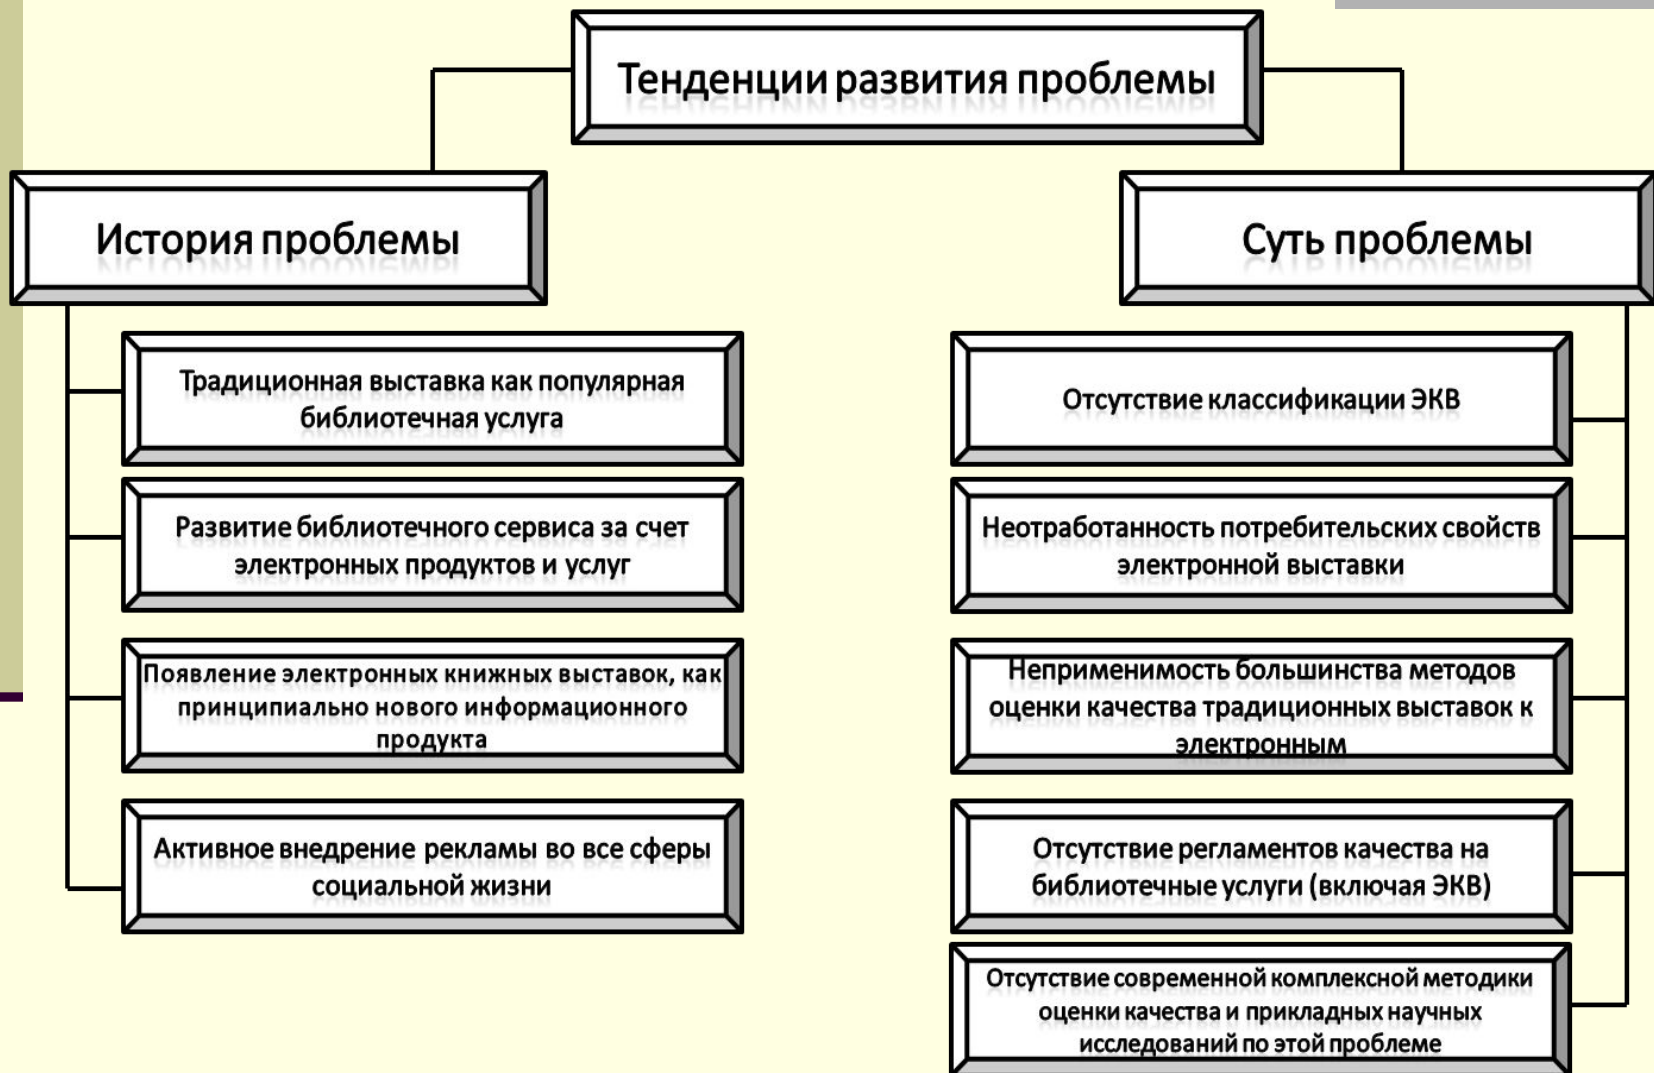 Тенденции развития проблемы
История проблемы
Традиционная выставка как популярная
библиотечная услуга
Развитие библиотечного сервиса за счет
электронных продуктов и услуг
Появление электронных книжных выставок, как
принципиально нового информационного
продукта
Активное внедрение рекламы во все сферы
социальной жизни
Суть проблемы
Отсутствие классификации ЭКВ
Неотработанность потребительских свойств
электронной выставки
Неприменимость большинства методов
оценки качества традиционных выставок к
электронным
Отсутствие регламентов качества на
библиотечные услуги (включая ЭКВ)
Отсутствие современной комплексной методики
оценки качества и прикладных научных
исследований по этой проблеме